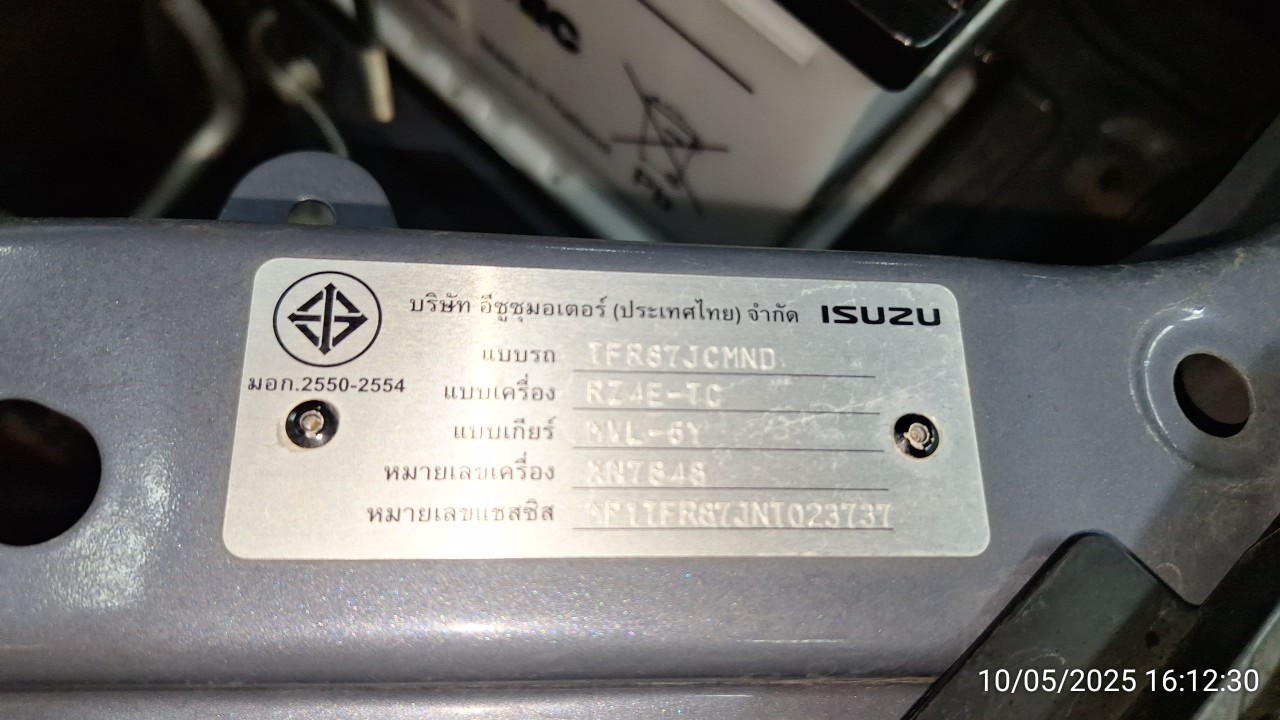 บริษัท อีซูซุมอเตอร์ (ประเทศไทย) จำกัด ISUZU
แบบรถ TFR87JCMND
มอก.2550-2554
แบบเครื่อง RZ4E-TC
แบบเกียร์ MVL-6Y
หมายเลขเครื่อง
หมายเลขแชสซิส
10/05/2025 16:12:30